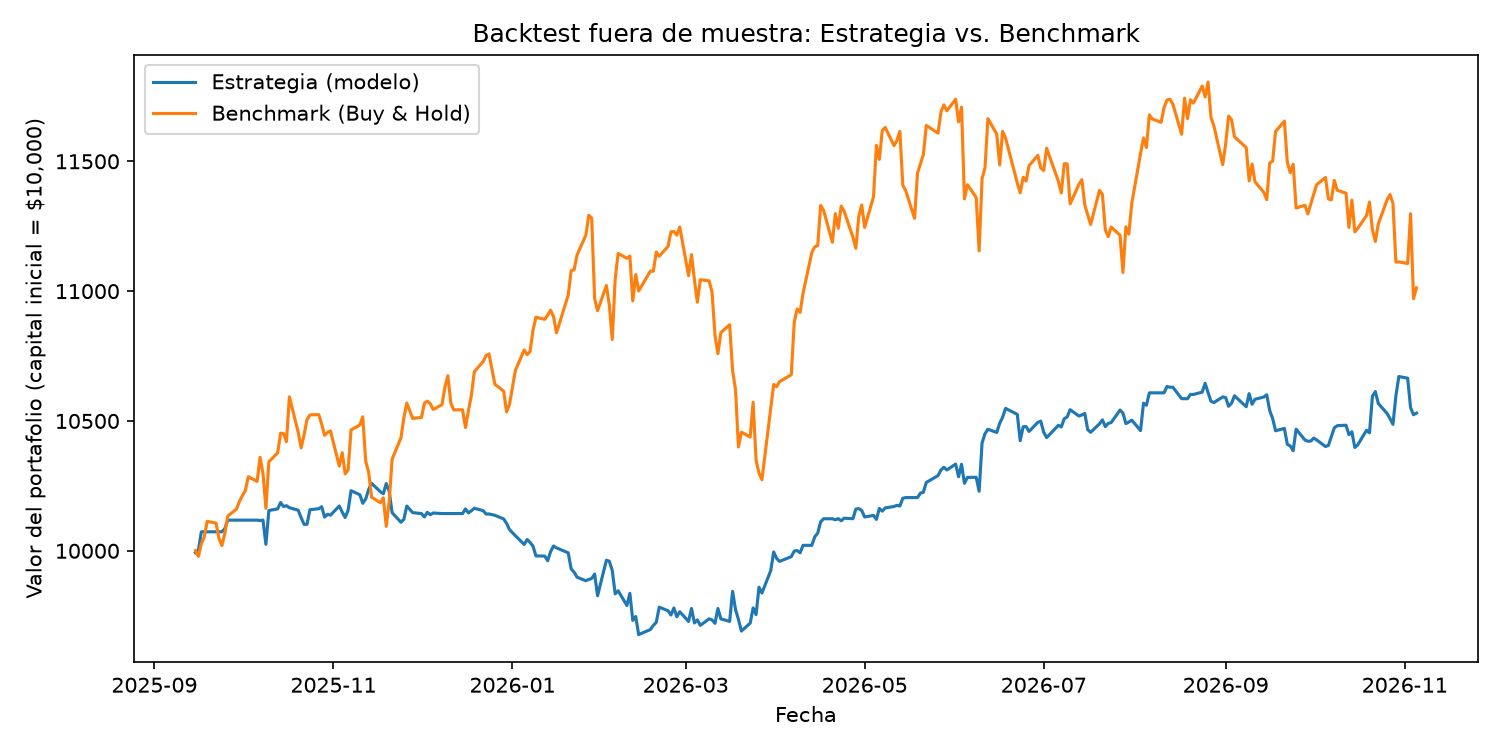 Backtest fuera de muestra: Estrategia vs. Benchmark
Estrategia (modelo)
Benchmark (Buy & Hold)
Valor del portafolio (capital inicial = $10,000)
11500
11000
10500
10000
2025-09
2025-11
2026-01
2026-03
2026-05
2026-07
2026-09
2026-11
Fecha